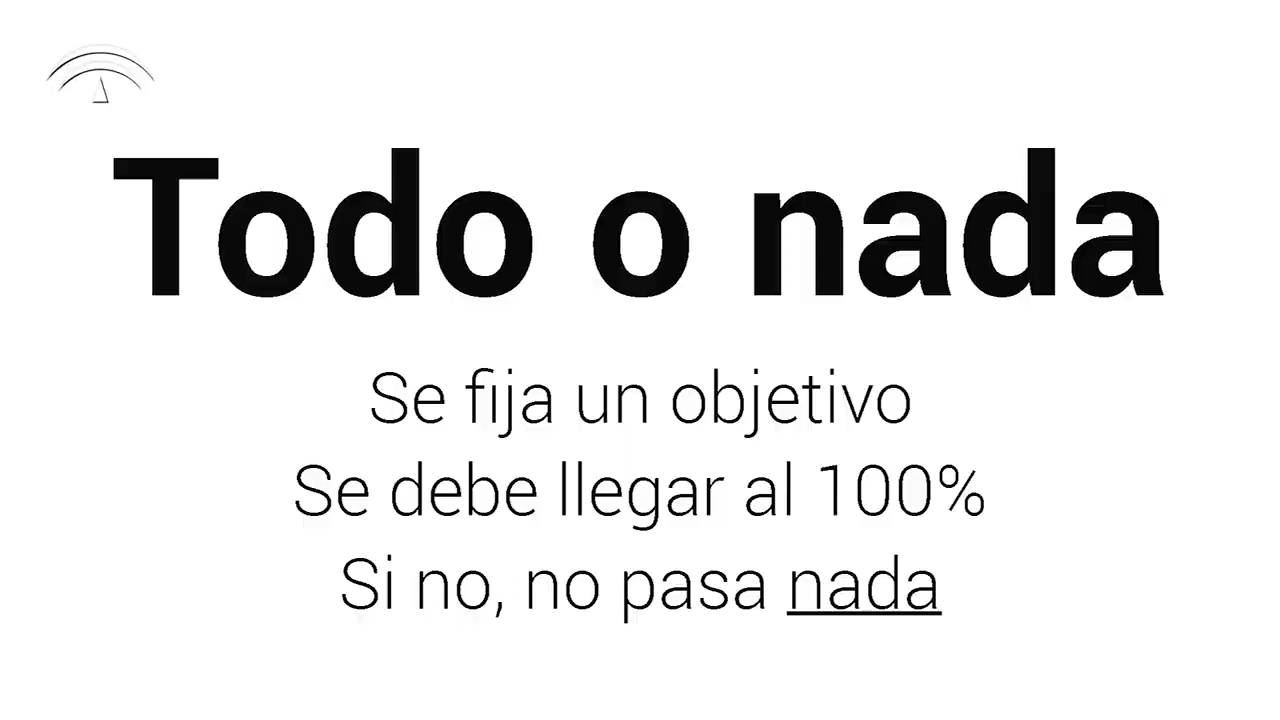 Todo o nada
Se fija un objetivo
Se debe llegar al 100%
Si no, no pasa nada